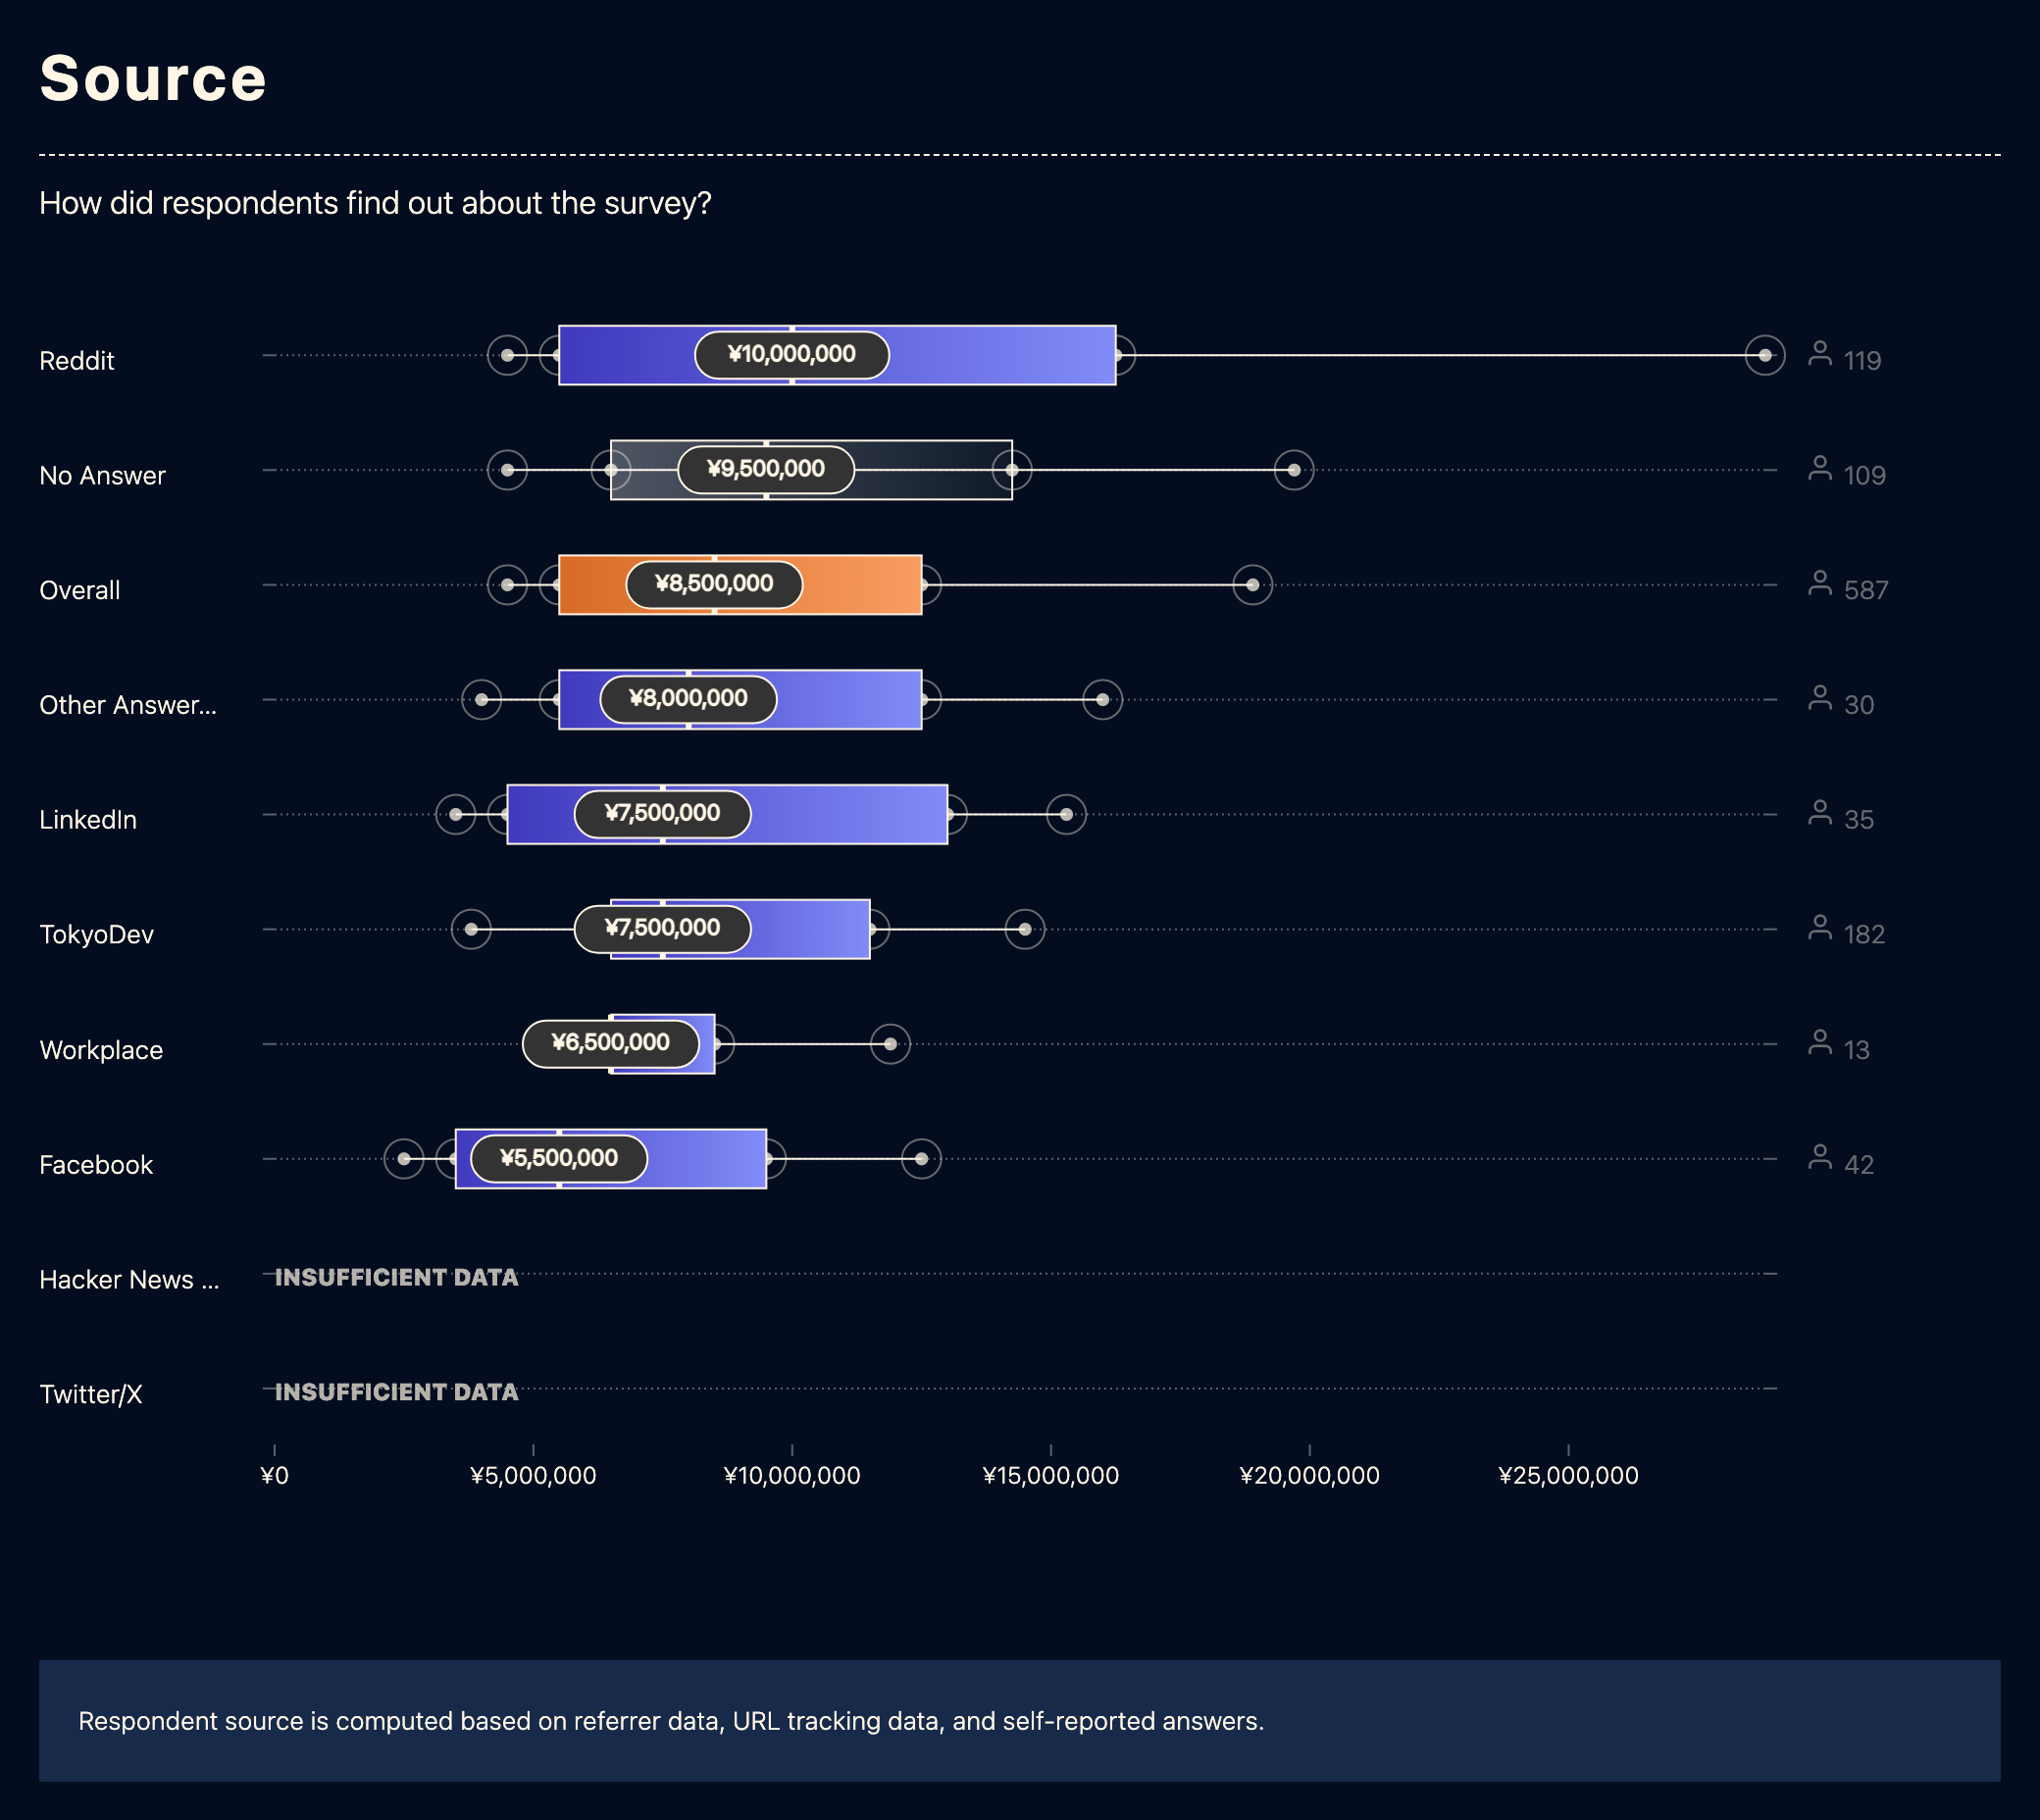 Source
How did respondents find out about the survey?
Reddit ¥10,000,000 119
No Answer ¥9,500,000 109
Overall ¥8,500,000 587
Other Answer... ¥8,000,000 30
LinkedIn ¥7,500,000 35
TokyoDev ¥7,500,000 182
Workplace ¥6,500,000 13
Facebook ¥5,500,000 42
Hacker News ... INSUFFICIENT DATA
Twitter/X INSUFFICIENT DATA
¥0 ¥5,000,000 ¥10,000,000 ¥15,000,000 ¥20,000,000 ¥25,000,000
Respondent source is computed based on referrer data, URL tracking data, and self-reported answers.